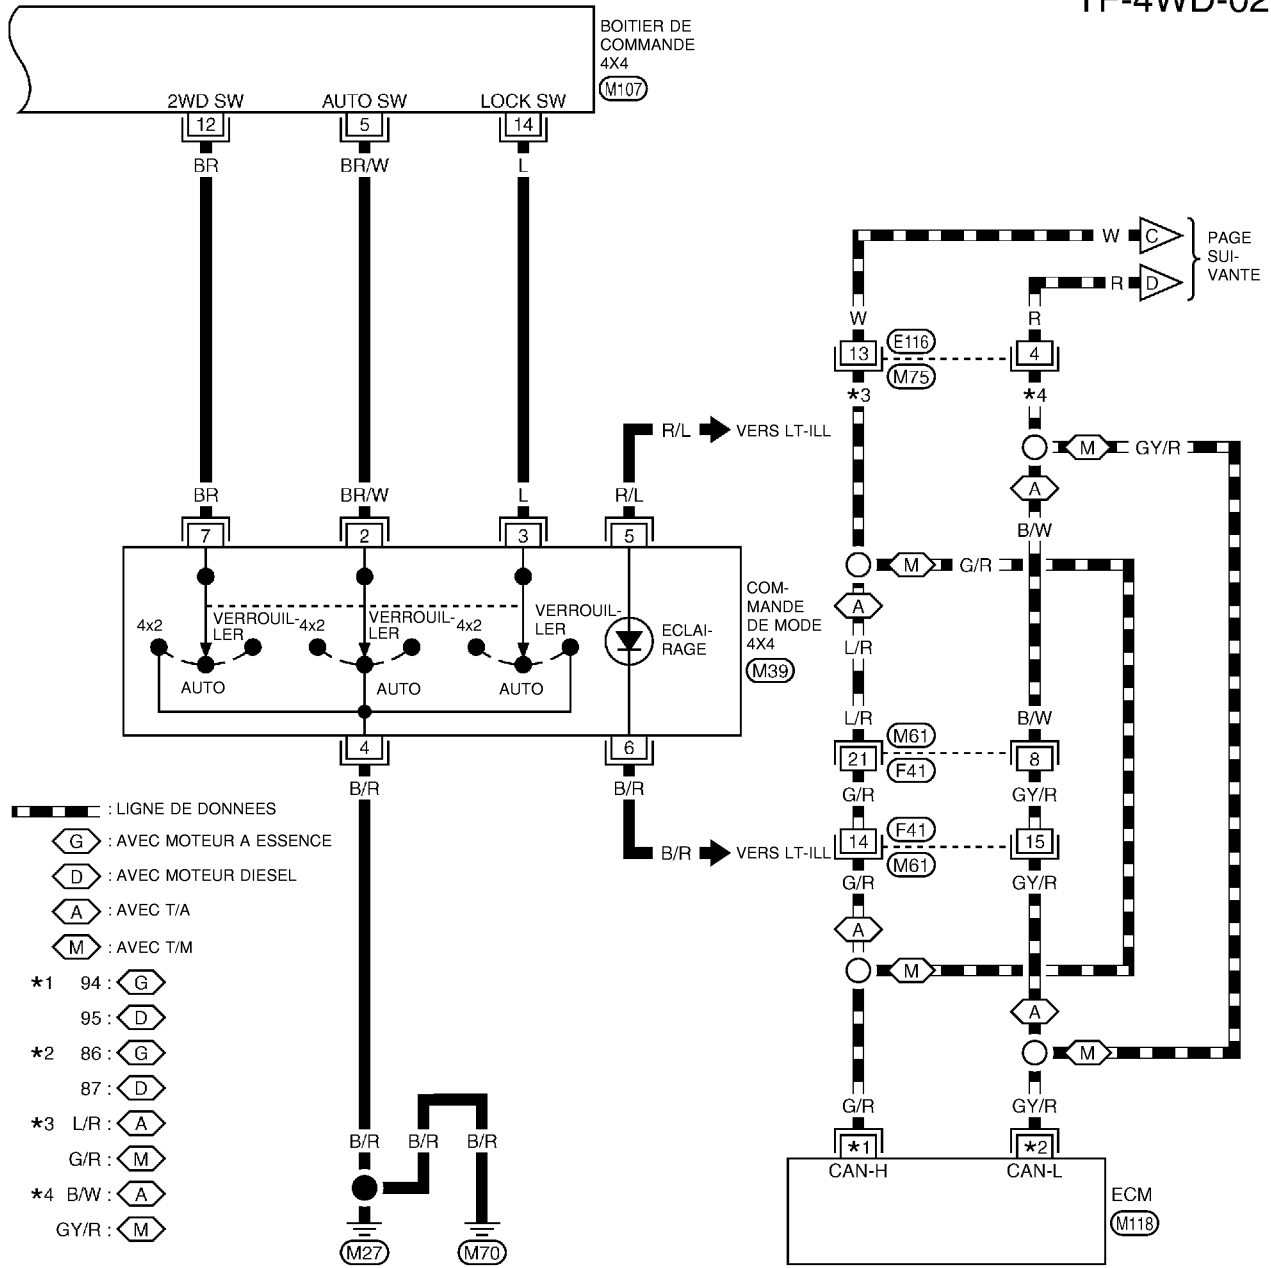 TF-4WD-02
BOITIER DE
COMMANDE
4X4
M107
2WD SW
AUTO SW
LOCK SW
12
5
14
BR
BR/W
L
W
C
R
D
PAGE
SUI-
VANTE
W
R
13
E116
M75
4
*3
*4
R/L
VERS LT-ILL
M
GY/R
A
B/W
BR
BR/W
L
R/L
7
2
3
5
M
G/R
A
L/R
4x2
VERROUIL-
LER
AUTO
4x2
VERROUIL-
LER
AUTO
4x2
VERROUIL-
LER
AUTO
ECLAI-
RAGE
COM-
MANDE
DE MODE
4X4
M39
4
6
B/R
B/R
L/R
B/W
21
M61
F41
8
G/R
GY/R
B/R
VERS LT-ILL
14
F41
M61
15
G/R
GY/R
A
M
A
M
: LIGNE DE DONNEES
G : AVEC MOTEUR A ESSENCE
D : AVEC MOTEUR DIESEL
A : AVEC T/A
M : AVEC T/M
*1 94 : G
95 : D
*2 86 : G
87 : D
*3 L/R : A
G/R : M
*4 B/W : A
GY/R : M
B/R
B/R
B/R
M27
M70
G/R
GY/R
*1
*2
CAN-H
CAN-L
ECM
M118